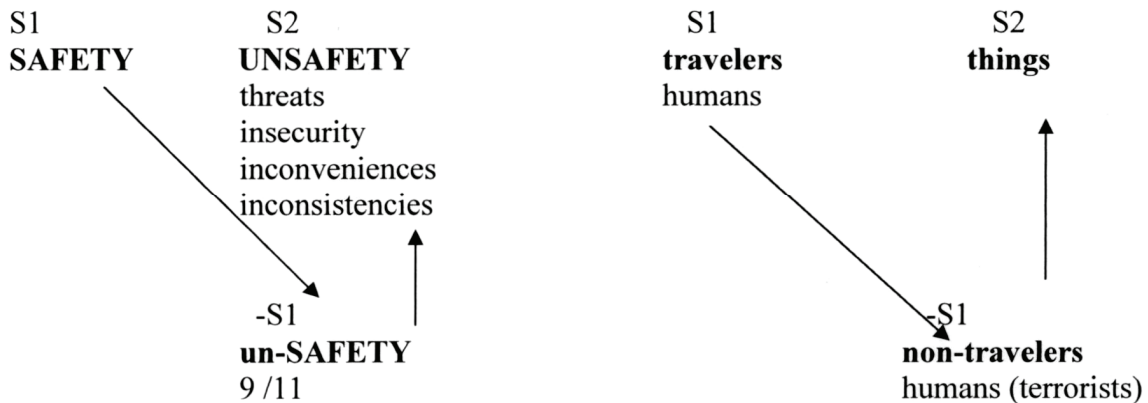 S1 S2
SAFETY UNSAFETY
threats
insecurity
inconveniences
inconsistencies
-S1
un-SAFETY
9 /11
S1 S2
travelers things
humans
-S1
non-travelers
humans (terrorists)